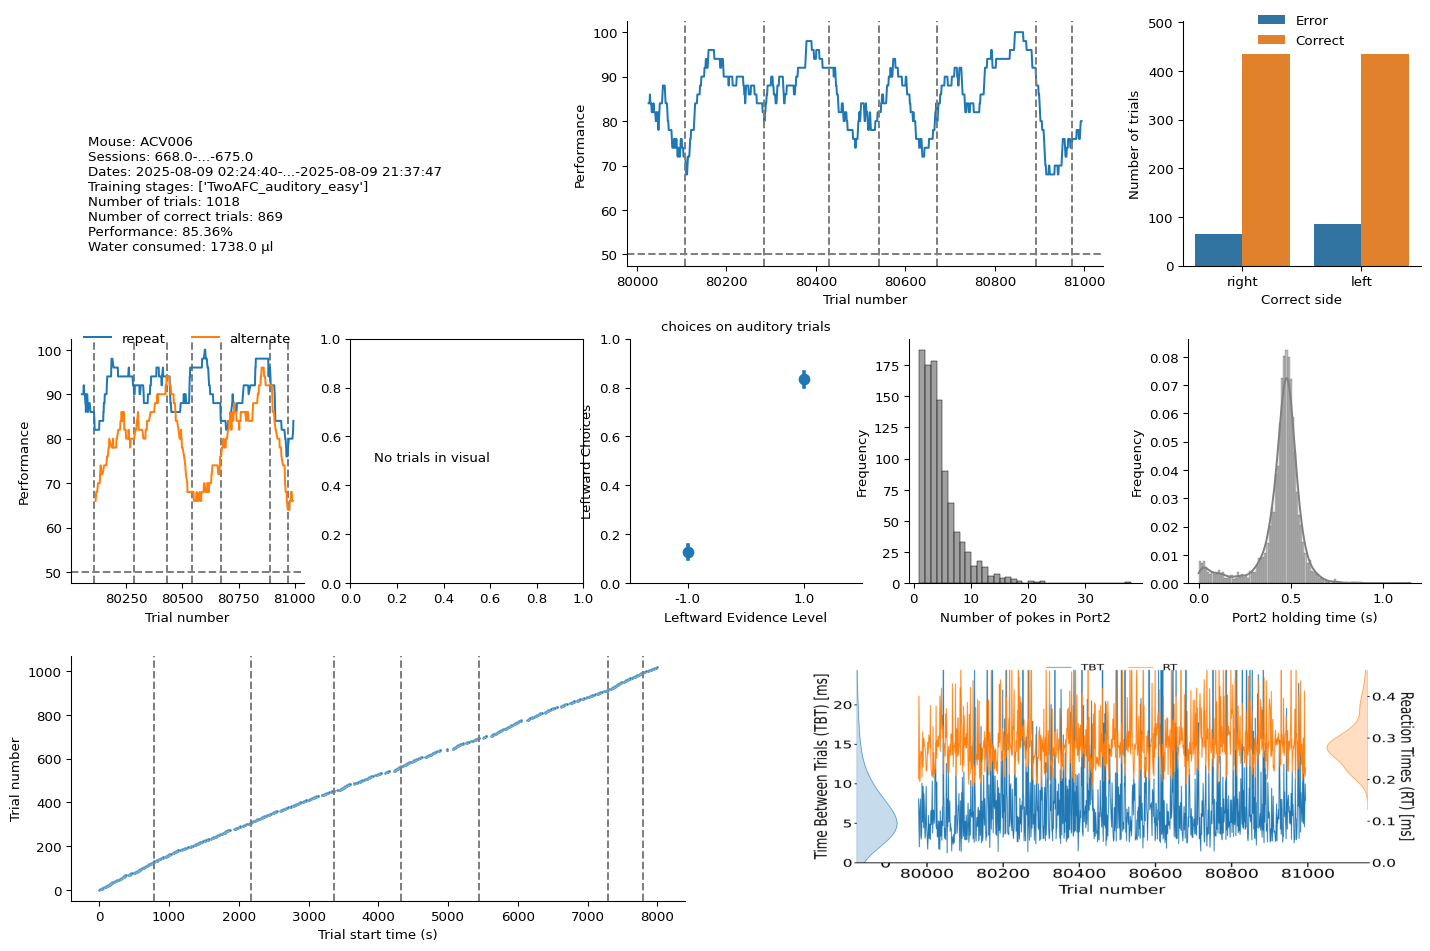 Mouse: ACV006
Sessions: 668.0-...-675.0
Dates: 2025-08-09 02:24:40-...-2025-08-09 21:37:47
Training stages: ['TwoAFC_auditory_easy']
Number of trials: 1018
Number of correct trials: 869
Performance: 85.36%
Water consumed: 1738.0 µl
Performance
100
90
80
70
60
50
80000 80200 80400 80600 80800 81000
Trial number
Error
Correct
Number of trials
500
400
300
200
100
0
right left
Correct side
repeat alternate
Performance
100
90
80
70
60
50
80250 80500 80750 81000
Trial number
1.0
0.8
0.6
0.4
0.2
0.0
No trials in visual
0.0 0.2 0.4 0.6 0.8 1.0
choices on auditory trials
Leftward Choices
1.0
0.8
0.6
0.4
0.2
0.0
-1.0 1.0
Leftward Evidence Level
Frequency
175
150
125
100
75
50
25
0
0 10 20 30
Number of pokes in Port2
Frequency
0.08
0.07
0.06
0.05
0.04
0.03
0.02
0.01
0.00
0.0 0.5 1.0
Port2 holding time (s)
Trial number
1000
800
600
400
200
0
0 1000 2000 3000 4000 5000 6000 7000 8000
Trial start time (s)
TBT RT
Time Between Trials (TBT) [ms]
20
15
10
5
0
0
80000 80200 80400 80600 80800 81000
Trial number
0.4
0.3
0.2
0.1
0.0
Reaction Times (RT) [ms]